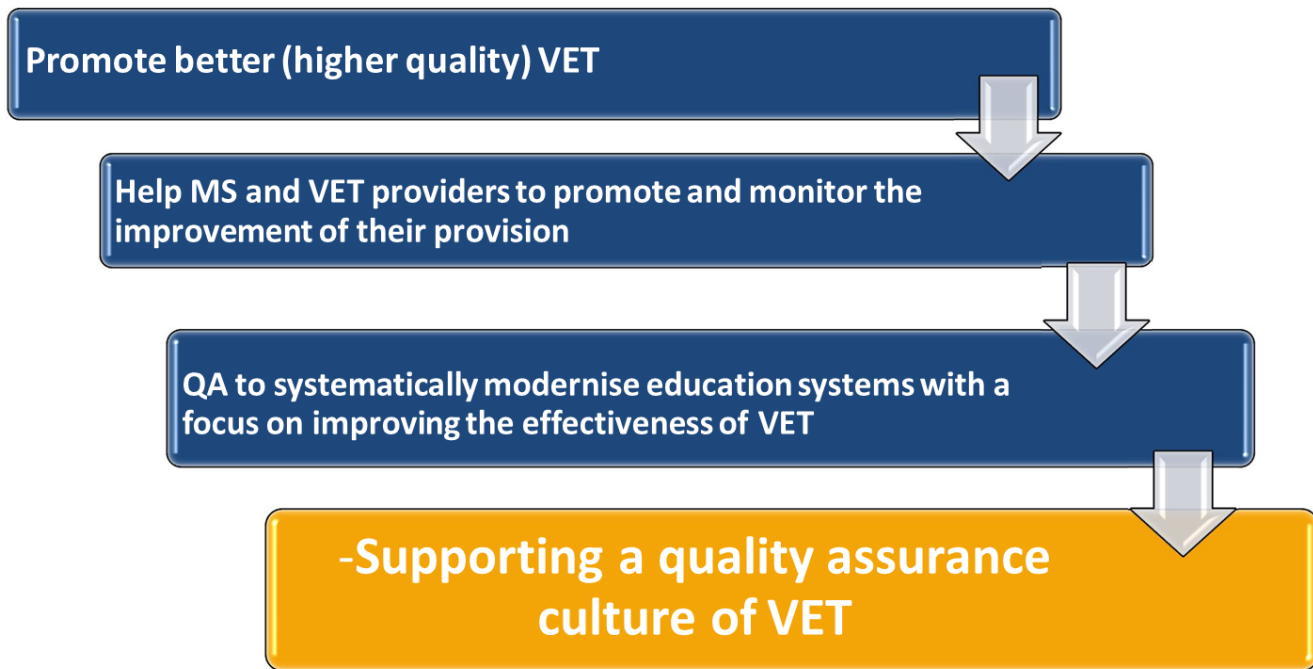 Promote better (higher quality) VET
Help MS and VET providers to promote and monitor the
improvement of their provision
QA to systematically modernise education systems with a
focus on improving the effectiveness of VET
-Supporting a quality assurance
culture of VET